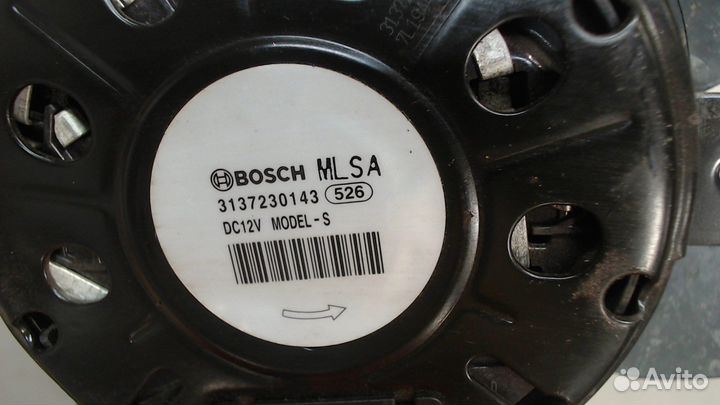 BOSCH MLSA
3137230143 526
DC12V MODEL-S
Avito